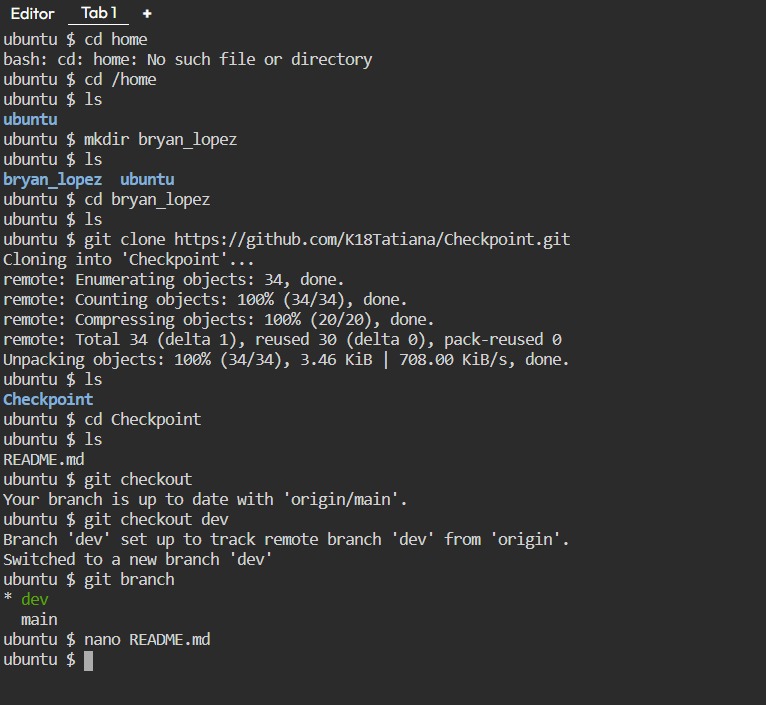 Editor Tab 1 +
ubuntu $ cd home
bash: cd: home: No such file or directory
ubuntu $ cd /home
ubuntu $ ls
ubuntu
ubuntu $ mkdir bryan_lopez
ubuntu $ ls
bryan_lopez  ubuntu
ubuntu $ cd bryan_lopez
ubuntu $ ls
ubuntu $ git clone https://github.com/K18Tatiana/Checkpoint.git
Cloning into 'Checkpoint'...
remote: Enumerating objects: 34, done.
remote: Counting objects: 100% (34/34), done.
remote: Compressing objects: 100% (20/20), done.
remote: Total 34 (delta 1), reused 30 (delta 0), pack-reused 0
Unpacking objects: 100% (34/34), 3.46 KiB | 708.00 KiB/s, done.
ubuntu $ ls
Checkpoint
ubuntu $ cd Checkpoint
ubuntu $ ls
README.md
ubuntu $ git checkout
Your branch is up to date with 'origin/main'.
ubuntu $ git checkout dev
Branch 'dev' set up to track remote branch 'dev' from 'origin'.
Switched to a new branch 'dev'
ubuntu $ git branch
* dev
  main
ubuntu $ nano README.md
ubuntu $